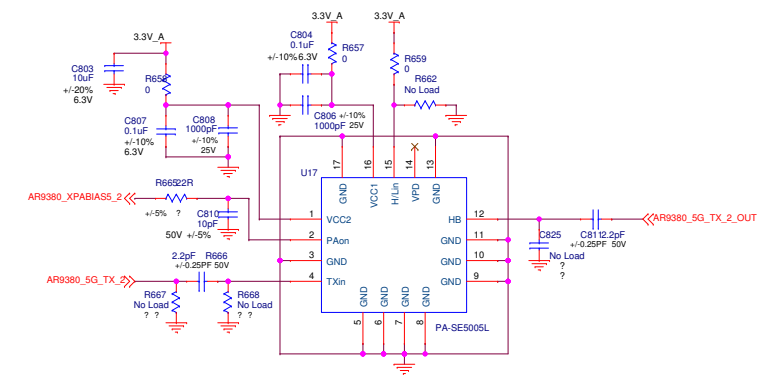 3.3V_A
3.3V_A
3.3V_A
C804
0.1uF
+/-10%
6.3V
R657
0
R659
0
C803
10uF
+/-20%
6.3V
R656
0
R662
No Load
C807
0.1uF
+/-10%
6.3V
C808
1000pF
+/-10%
25V
C806
+/-10%
1000pF
25V
U17
17
16
15
14
13
GND
VCC1
H/Lin
VPD
GND
AR9380_XPABIAS5_2
R665
22R
+/-5%
?
C810
10pF
50V
+/-5%
1
VCC2
2
PAon
3
GND
4
TXin
HB
12
GND
11
GND
10
GND
9
AR9380_5G_TX_2_OUT
C825
No Load
?
?
C811
2.2pF
+/-0.25PF
50V
AR9380_5G_TX_2
2.2pF
R666
+/-0.25PF
50V
R667
No Load
?
?
R668
No Load
?
?
GND
GND
GND
GND
5
6
7
8
PA-SE5005L